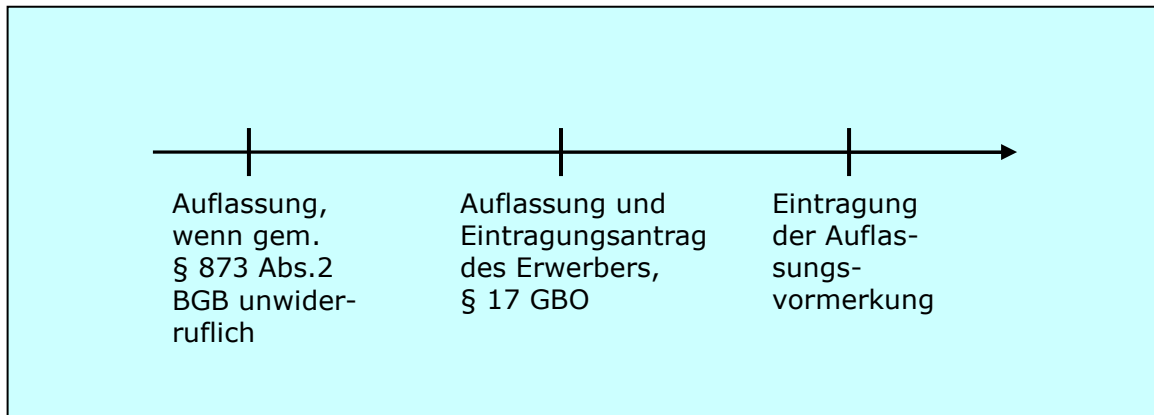 Auflassung,
wenn gem.
§ 873 Abs.2
BGB unwider-
ruflich
Auflassung und
Eintragungsantrag
des Erwerbers,
§ 17 GBO
Eintragung
der Auflas-
sungs-
vormerkung